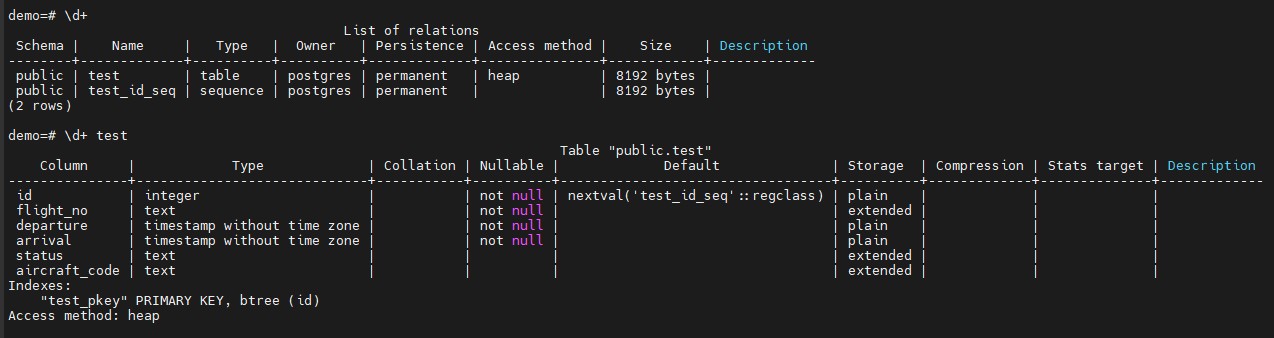 demo=# \d+
                                          List of relations
 Schema |    Name     |   Type   |  Owner   | Persistence | Access method |    Size    | Description
--------+-------------+----------+----------+-------------+---------------+------------+-------------
 public | test        | table    | postgres | permanent   | heap          | 8192 bytes |
 public | test_id_seq | sequence | postgres | permanent   |               | 8192 bytes |
(2 rows)

demo=# \d+ test
                                                                     Table "public.test"
    Column     |            Type             | Collation | Nullable |             Default              | Storage  | Compression | Stats target | Description
---------------+-----------------------------+-----------+----------+----------------------------------+----------+-------------+--------------+-------------
 id            | integer                     |           | not null | nextval('test_id_seq'::regclass) | plain    |             |              |
 flight_no     | text                        |           | not null |                                  | extended |             |              |
 departure     | timestamp without time zone |           | not null |                                  | plain    |             |              |
 arrival       | timestamp without time zone |           | not null |                                  | plain    |             |              |
 status        | text                        |           |          |                                  | extended |             |              |
 aircraft_code | text                        |           |          |                                  | extended |             |              |
Indexes:
    "test_pkey" PRIMARY KEY, btree (id)
Access method: heap